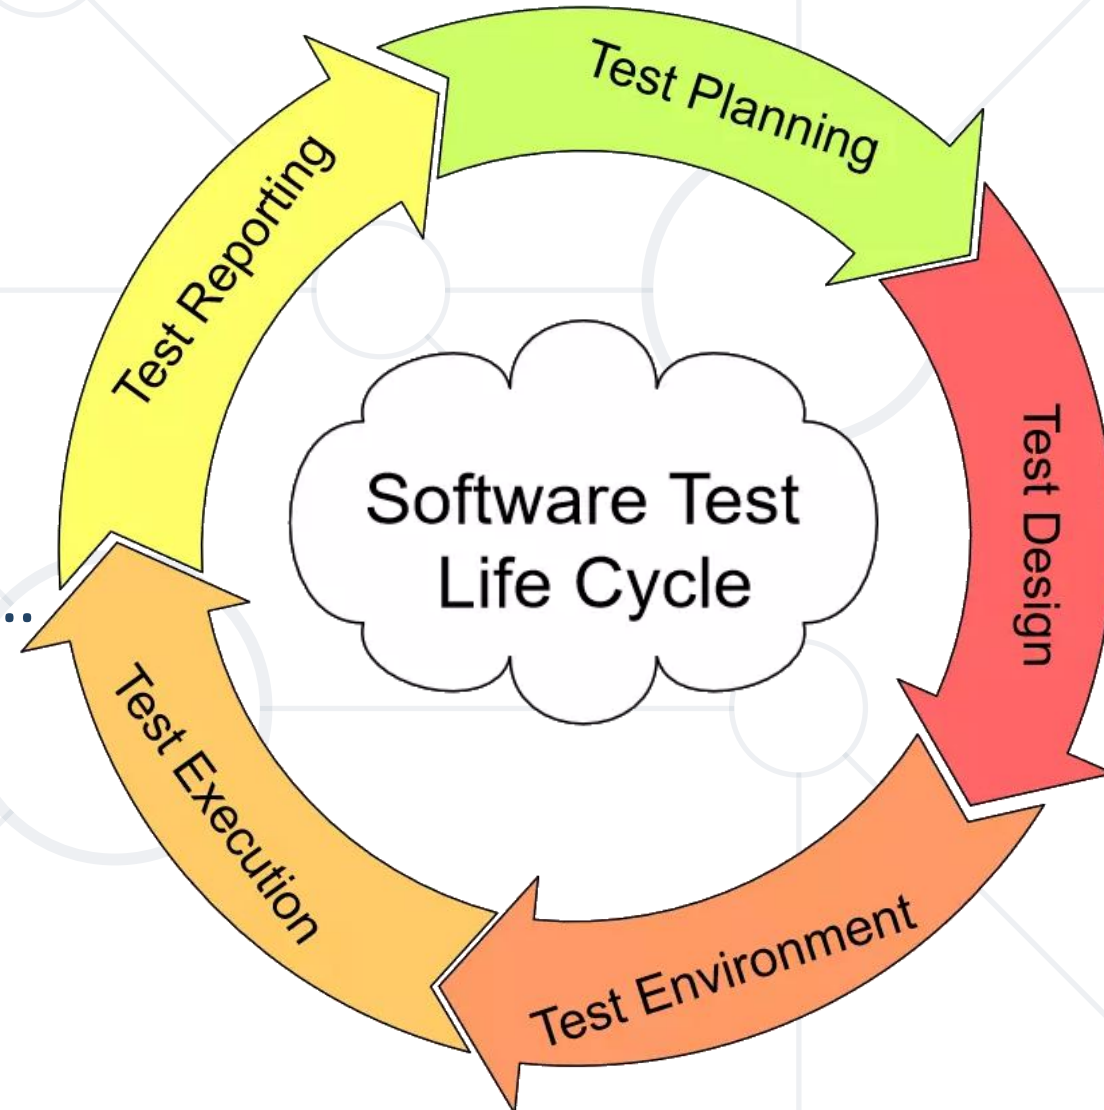 Test Planning
Test Design
Test Environment
Test Execution
Test Reporting
Software Test
Life Cycle
..